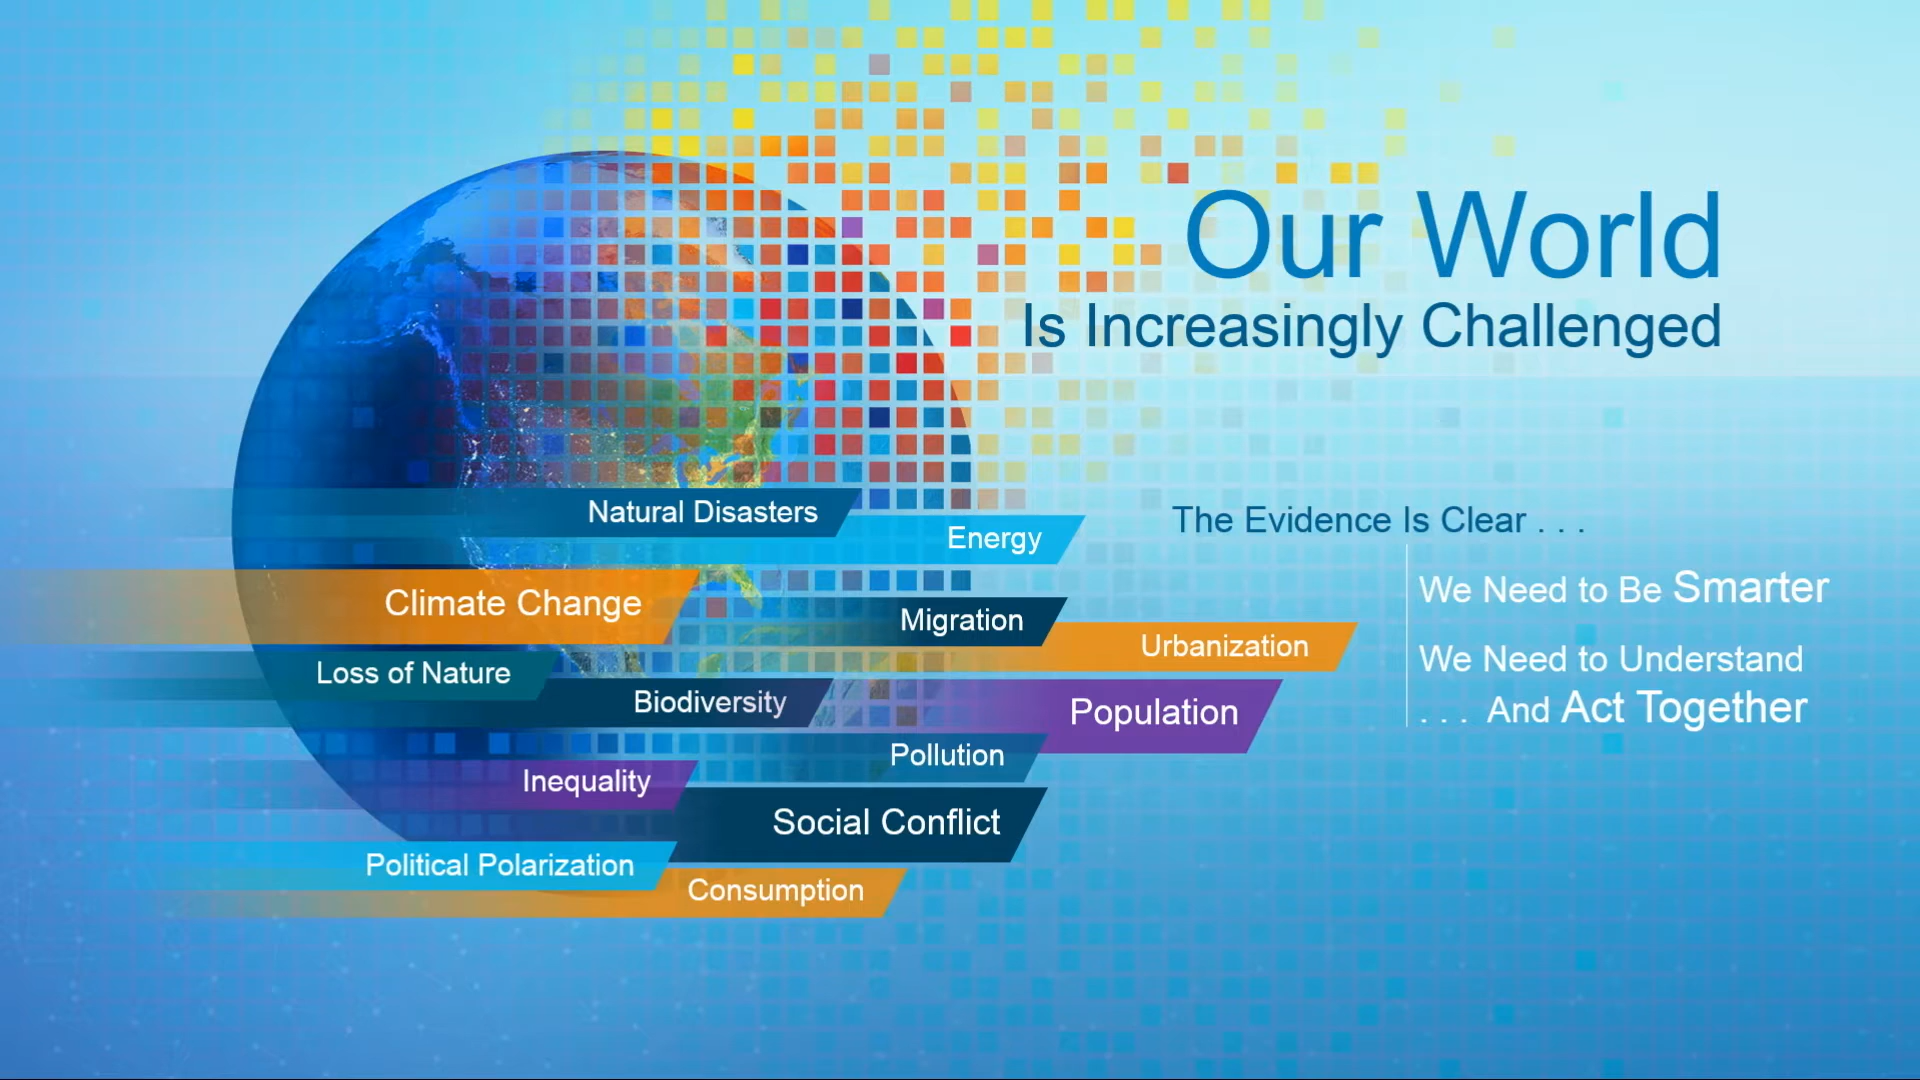 Our World
Is Increasingly Challenged
Natural Disasters
Energy
Climate Change
Migration
Urbanization
Loss of Nature
Biodiversity
Population
Pollution
Inequality
Social Conflict
Political Polarization
Consumption
The Evidence Is Clear . . .
We Need to Be Smarter
We Need to Understand
. . . And Act Together